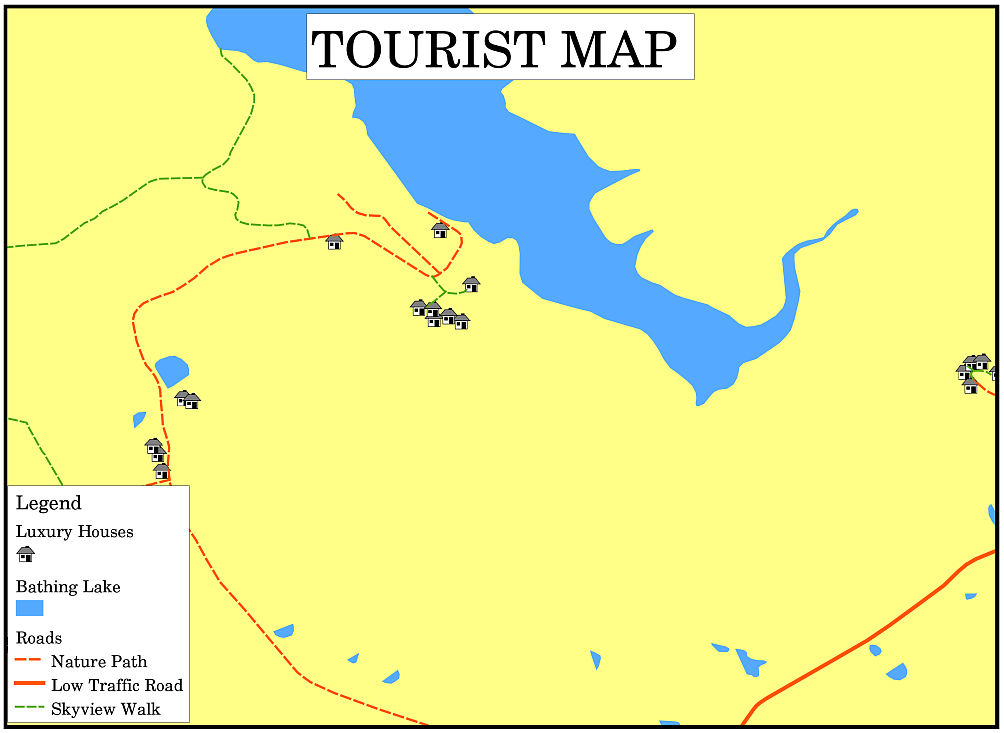 TOURIST MAP
Legend
Luxury Houses
Bathing Lake
Roads
Nature Path
Low Traffic Road
Skyview Walk